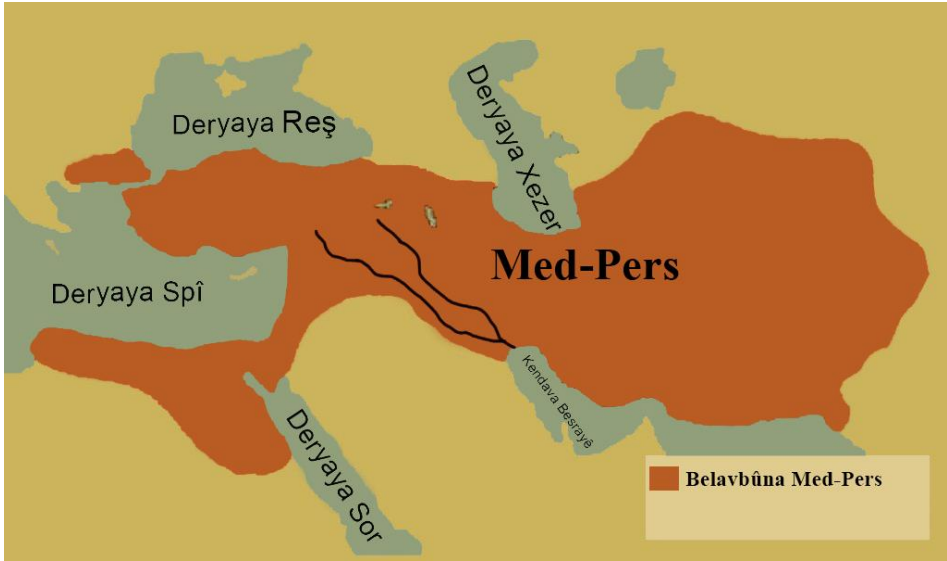 Deryaya Reş
Deryaya Xezer
Med-Pers
Deryaya Spî
Kendava Besrayê
Deryaya Sor
Belavbûna Med-Pers